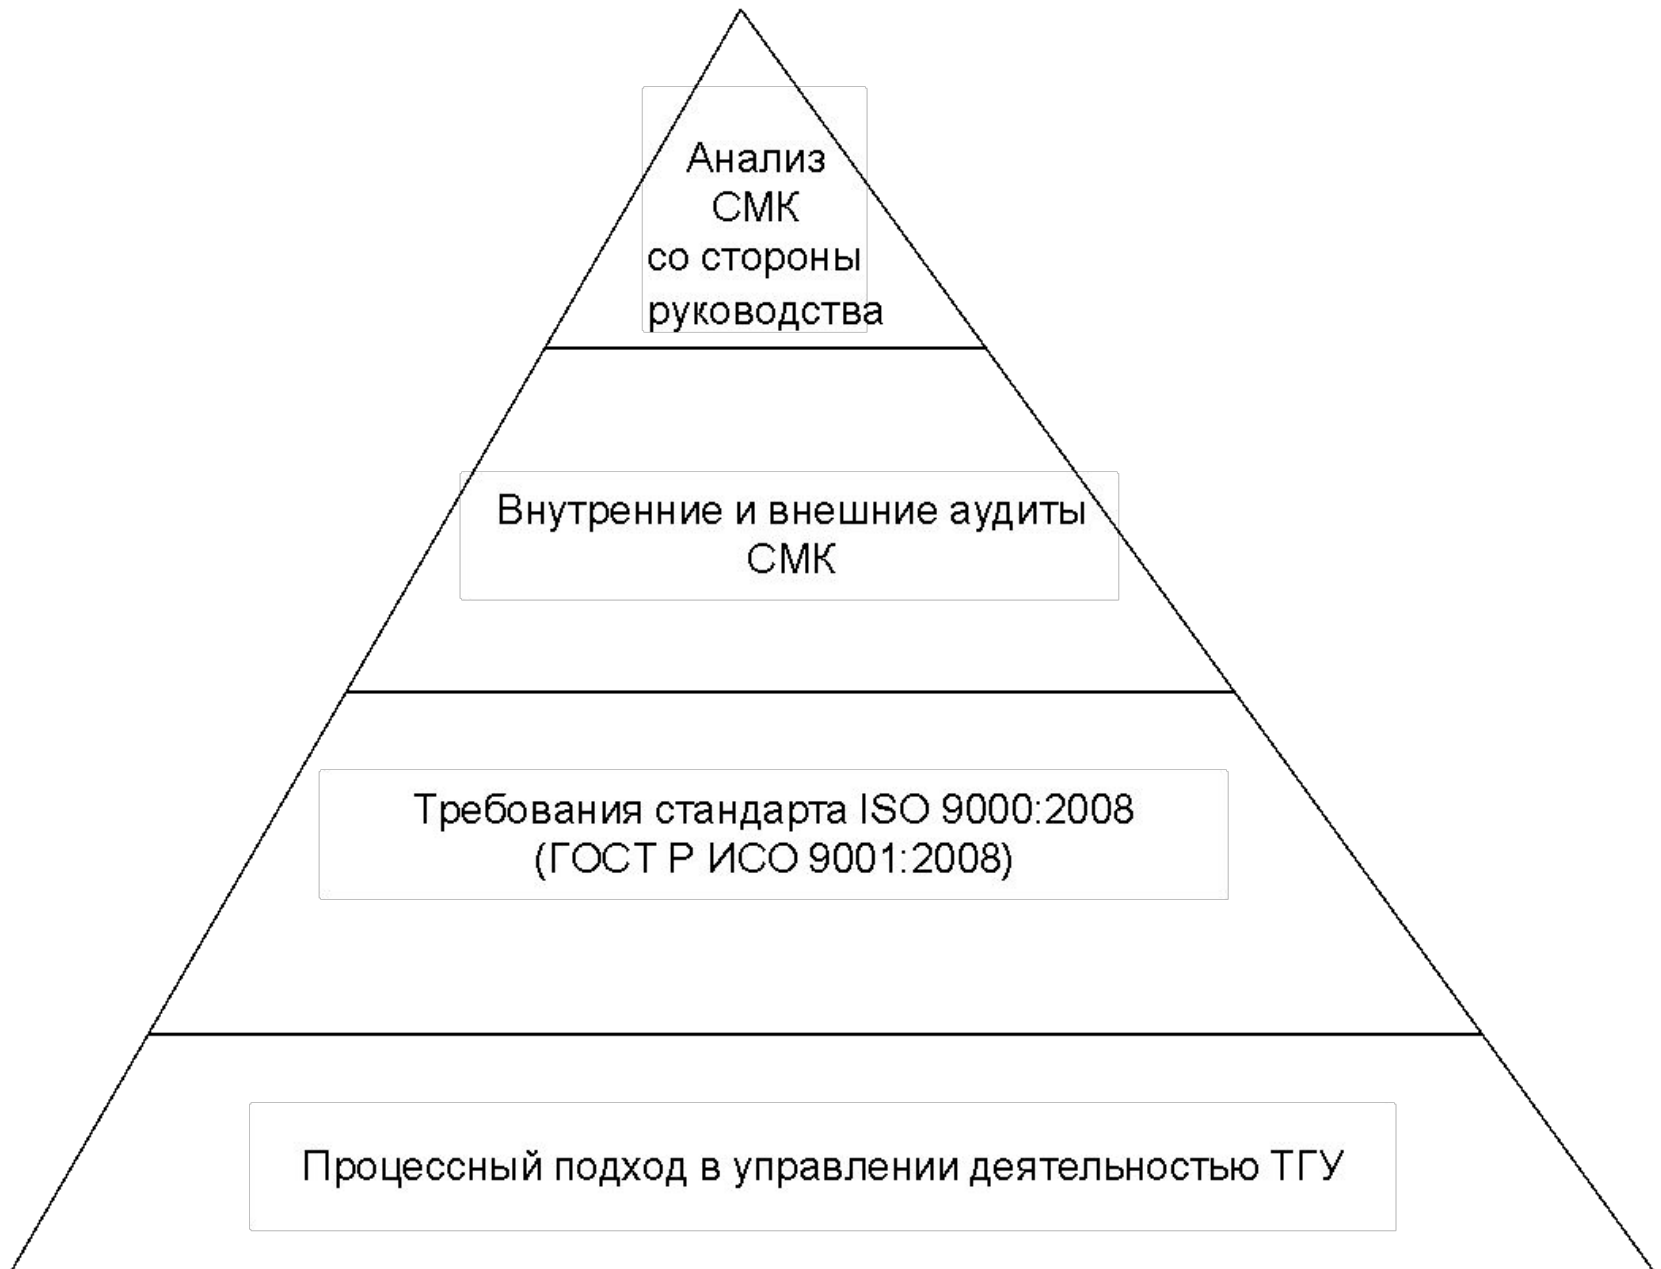 Анализ
СМК
со стороны
руководства
Внутренние и внешние аудиты
СМК
Требования стандарта ISO 9000:2008
(ГОСТ Р ИСО 9001:2008)
Процессный подход в управлении деятельностью ТГУ